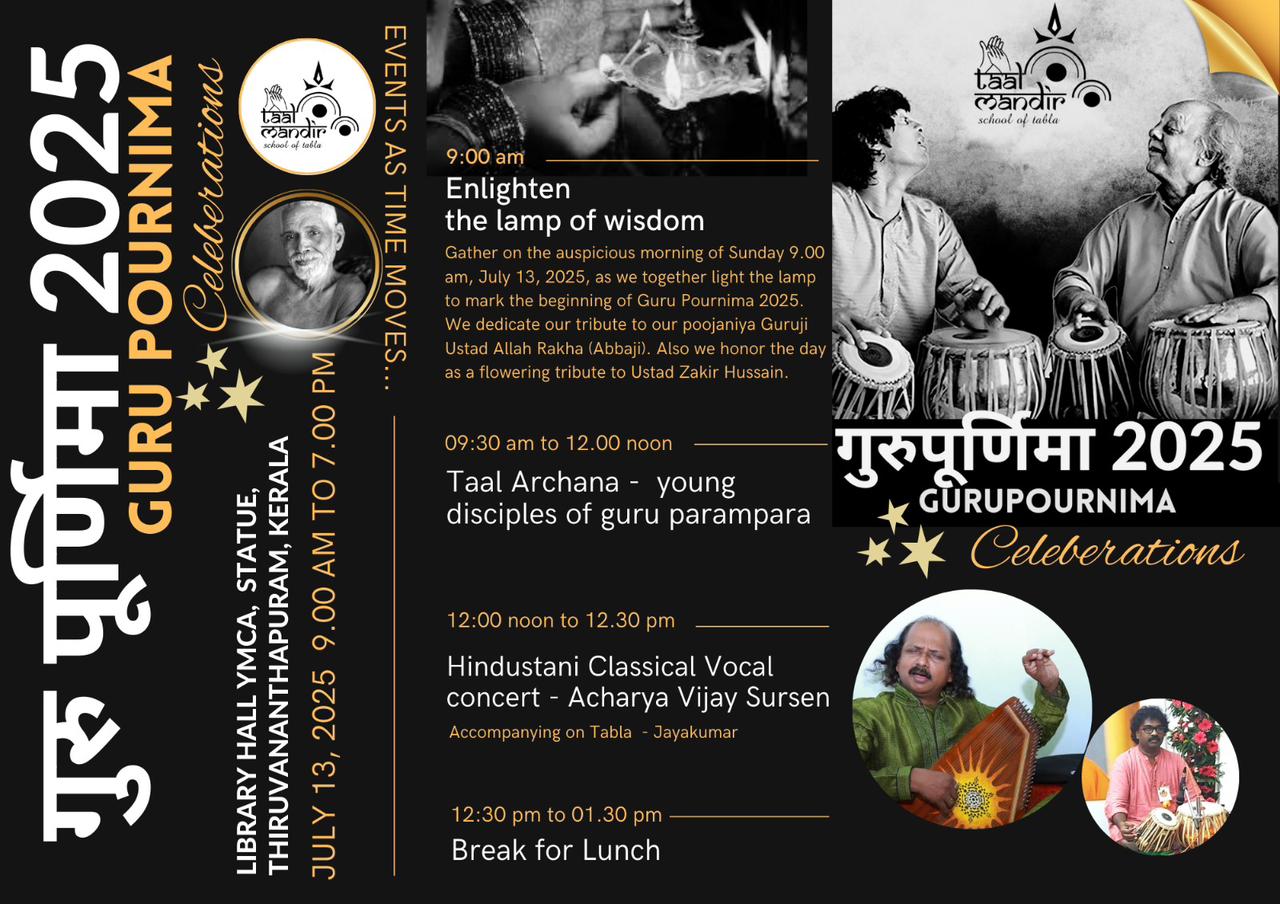 गुरु पूर्णिमा 2025
GURU POURNIMA
Celeberations
taal
mandir
school of tabla
LIBRARY HALL YMCA, STATUE,
THIRUVANANTHAPURAM, KERALA
JULY 13, 2025 9.00 AM TO 7.00 PM
EVENTS AS TIME MOVES...
9:00 am
Enlighten
the lamp of wisdom
Gather on the auspicious morning of Sunday 9.00
am, July 13, 2025, as we together light the lamp
to mark the beginning of Guru Pournima 2025.
We dedicate our tribute to our poojaniya Guruji
Ustad Allah Rakha (Abbaji). Also we honor the day
as a flowering tribute to Ustad Zakir Hussain.
09:30 am to 12.00 noon
Taal Archana - young
disciples of guru parampara
12:00 noon to 12.30 pm
Hindustani Classical Vocal
concert - Acharya Vijay Sursen
Accompanying on Tabla - Jayakumar
12:30 pm to 01.30 pm
Break for Lunch
taal
mandir
school of tabla
गुरुपूर्णिमा 2025
GURUPOURNIMA
Celeberations